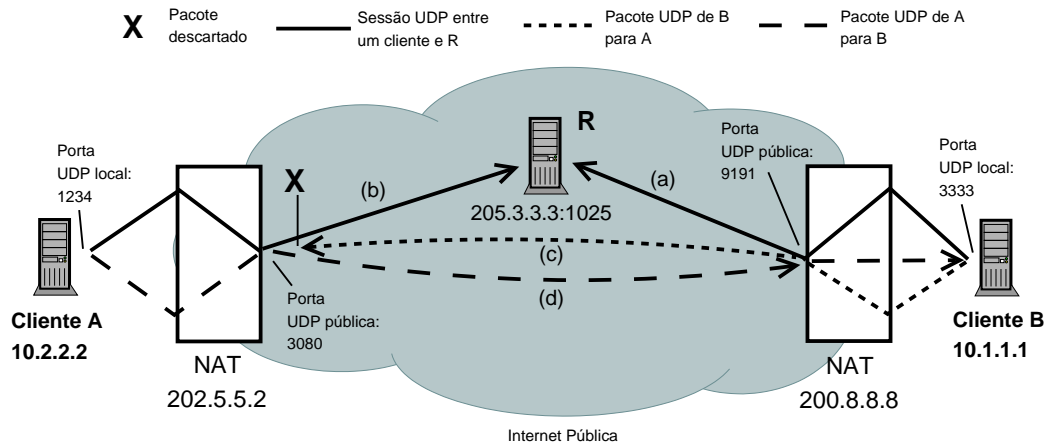 X
Pacote
descartado
Sessão UDP entre
um cliente e R
Pacote UDP de B
para A
Pacote UDP de A
para B
R
Porta
UDP local:
1234
X
(b)
(a)
Porta
UDP pública:
9191
Porta
UDP local:
3333
205.3.3.3:1025
(c)
(d)
Porta
UDP pública:
3080
Cliente A
10.2.2.2
Cliente B
10.1.1.1
NAT
202.5.5.2
NAT
200.8.8.8
Internet Pública